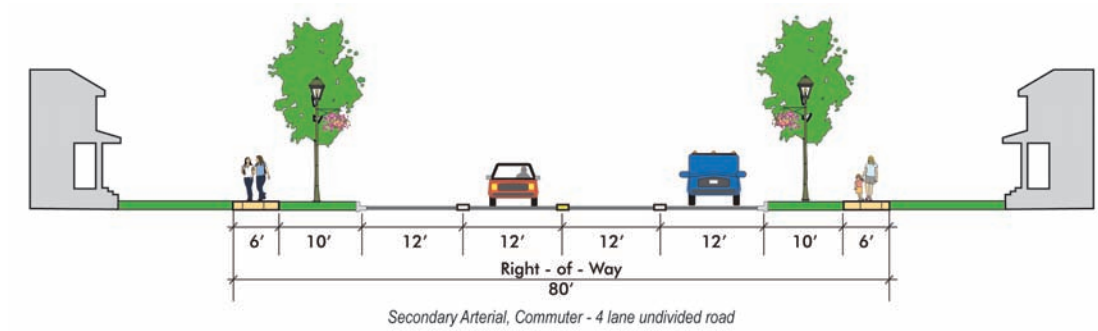 6’ 10’ 12’ 12’ 12’ 12’ 10’ 6’
Right - of - Way
80’
Secondary Arterial, Commuter - 4 lane undivided road